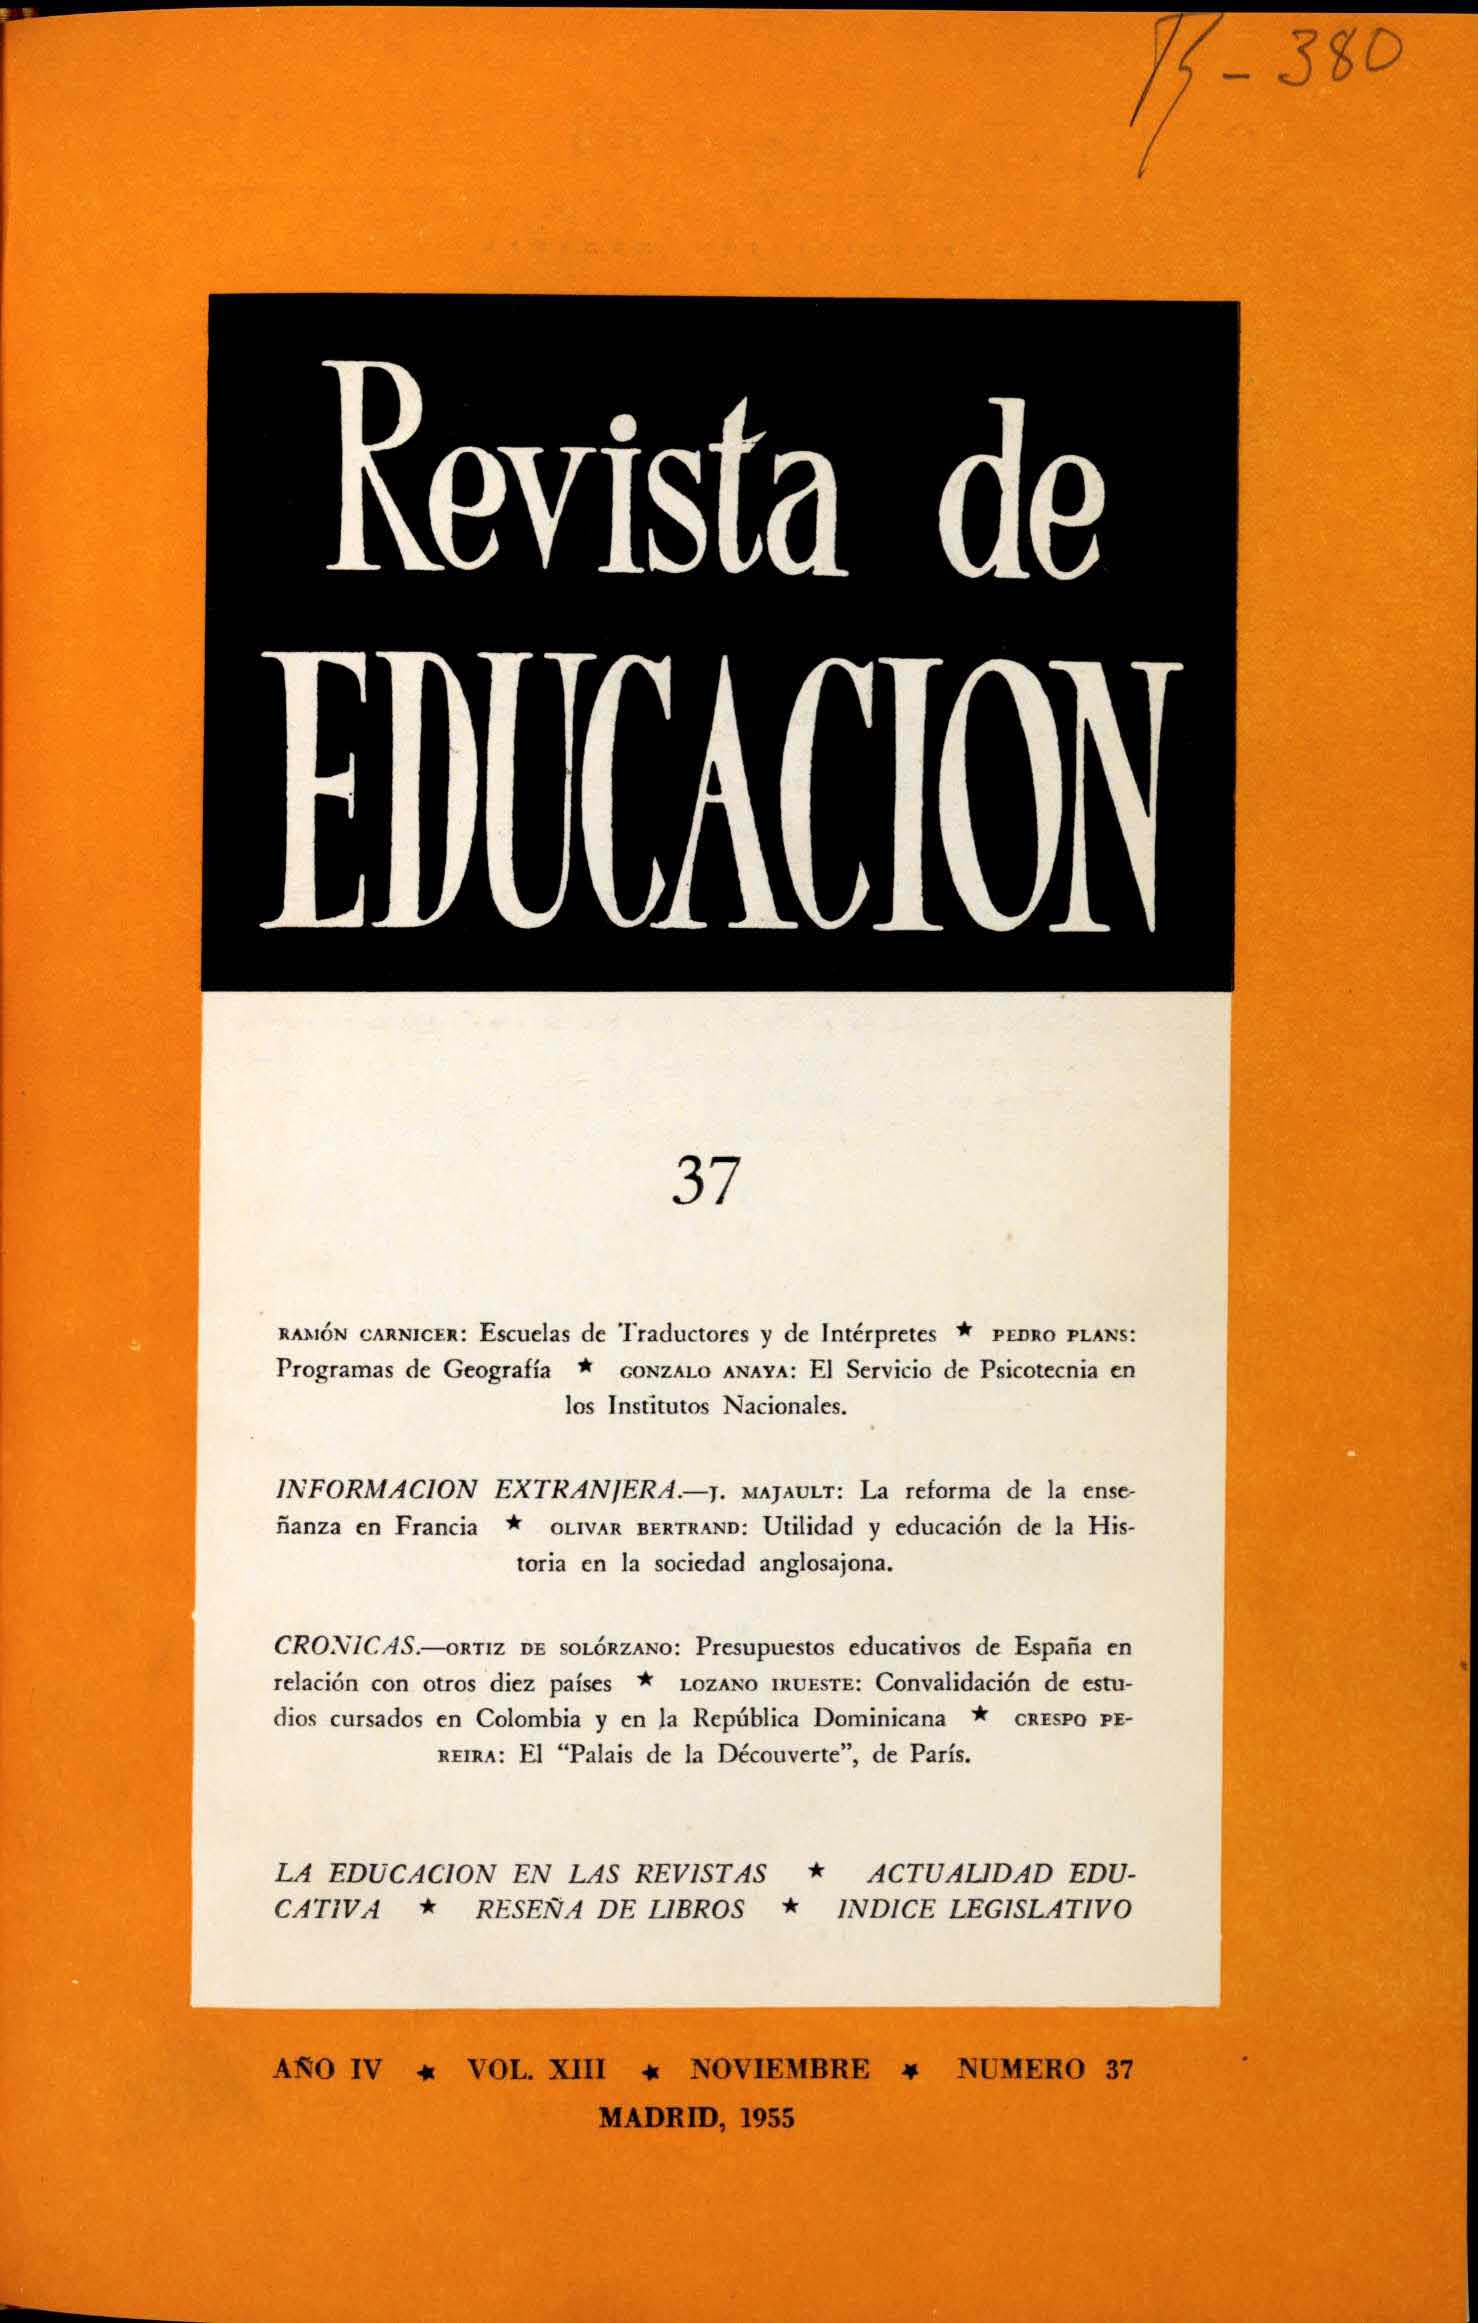 - 380
Revista de
EDUCACION
37
RAMÓN CARNICER: Escuelas de Traductores y de Intérpretes ★ PEDRO PLANS:
Programas de Geografía ★ GONZALO ANAYA: El Servicio de Psicotecnia en
los Institutos Nacionales.
INFORMACION EXTRANJERA.—J. MAJAULT: La reforma de la ense-
ñanza en Francia ★ OLIVAR BERTRAND: Utilidad y educación de la His-
toria en la sociedad anglosajona.
CRONICAS.—ORTIZ DE SOLÓRZANO: Presupuestos educativos de España en
relación con otros diez países ★ LOZANO IRUESTE: Convalidación de estu-
dios cursados en Colombia y en la República Dominicana ★ CRESPO PE-
REIRA: El “Palais de la Découverte”, de París.
LA EDUCACION EN LAS REVISTAS ★ ACTUALIDAD EDU-
CATIVA ★ RESEÑA DE LIBROS ★ INDICE LEGISLATIVO
AÑO IV ★ VOL. XIII ★ NOVIEMBRE ★ NUMERO 37
MADRID, 1955